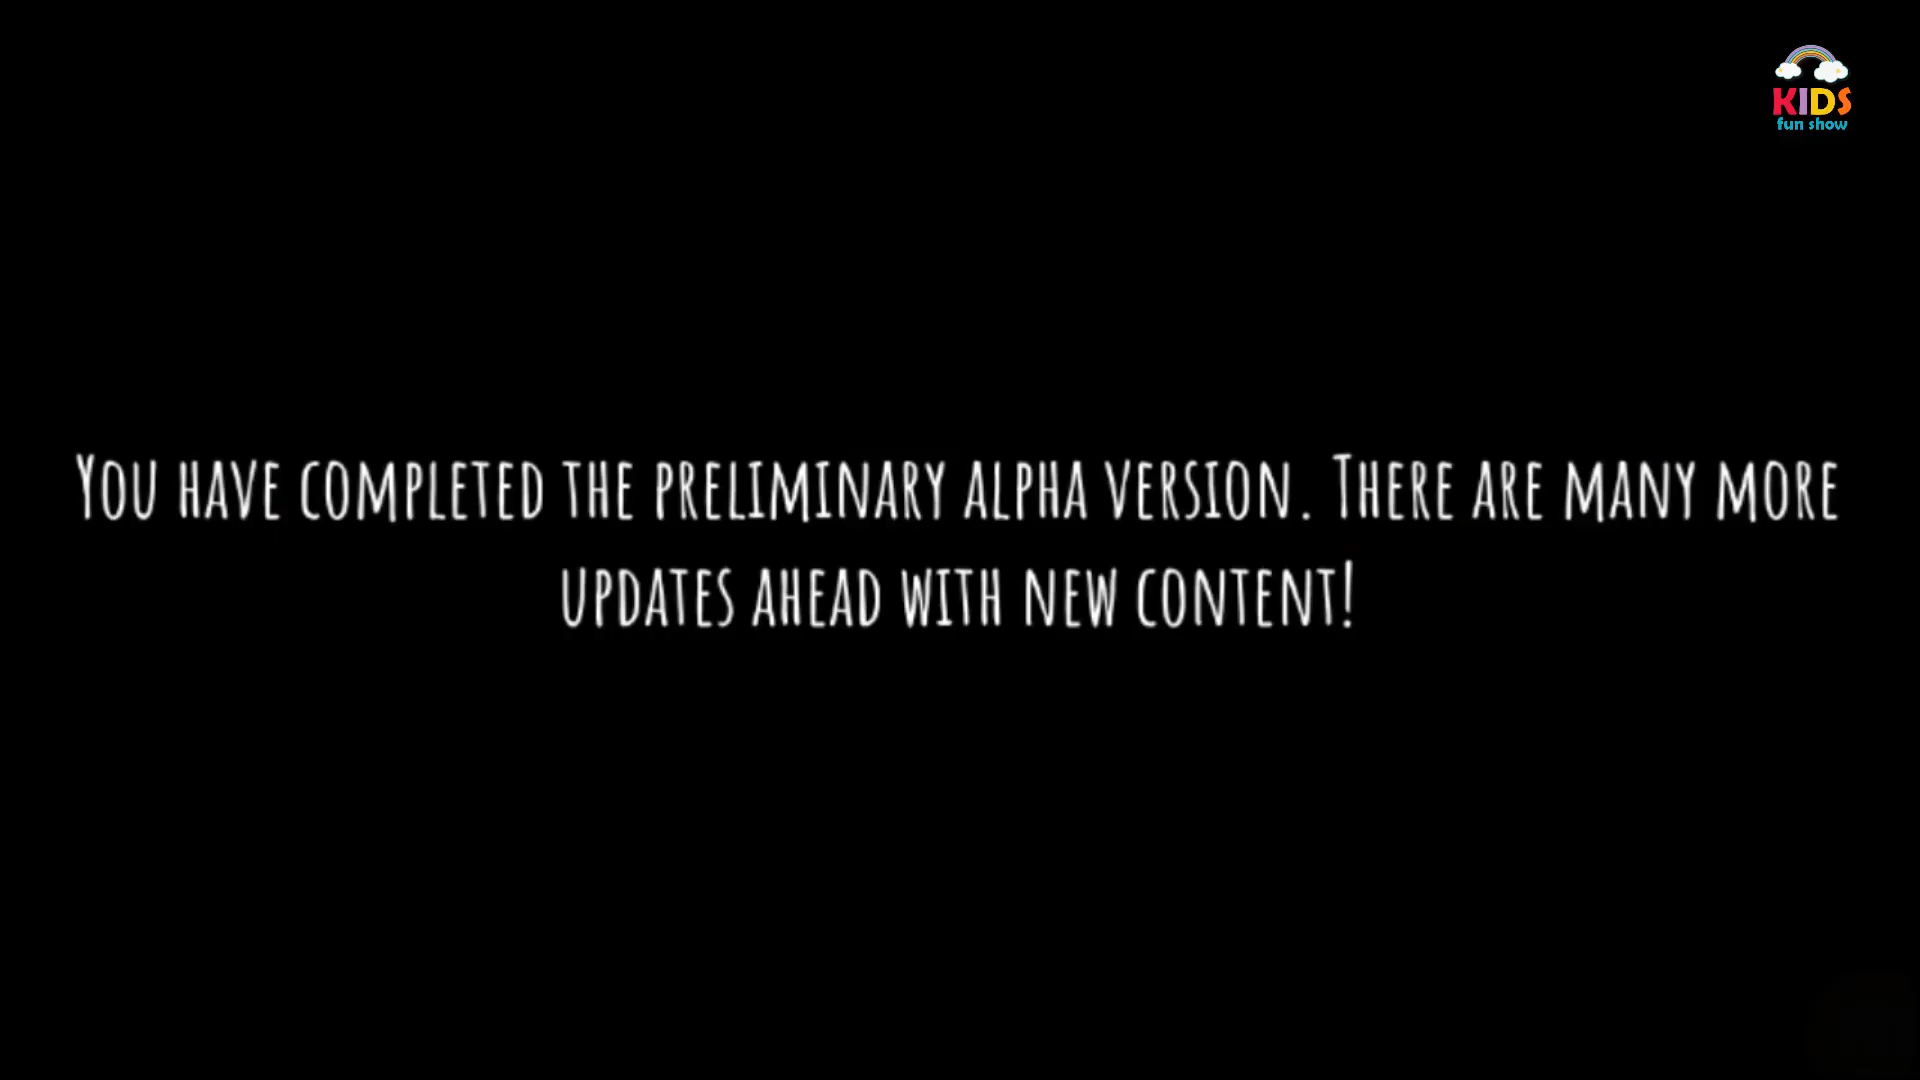 KIDS
fun show
You have completed the preliminary alpha version. There are many more
updates ahead with new content!